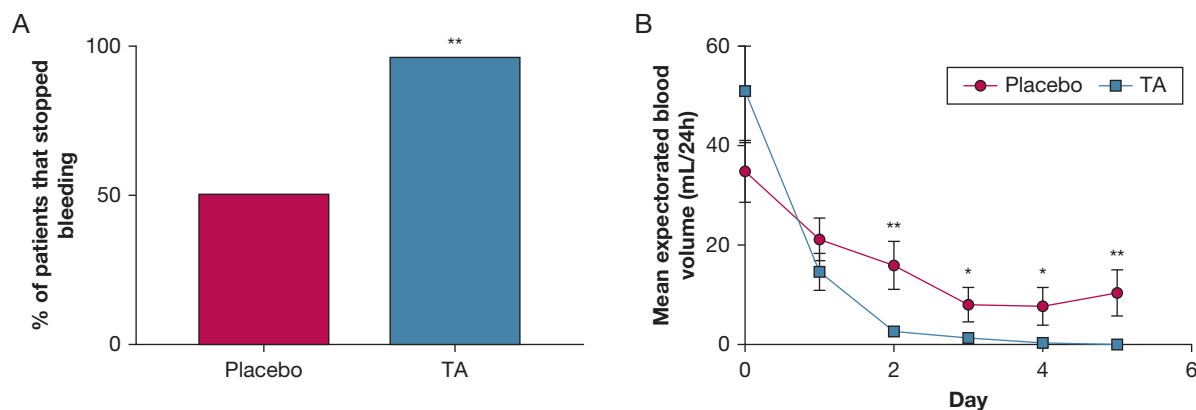 A
% of patients that stopped
bleeding
100
50
0
**
Placebo
TA
B
Mean expectorated blood
volume (mL/24h)
60
40
20
0
Placebo TA
**
*
*
**
0 2 4 6
Day